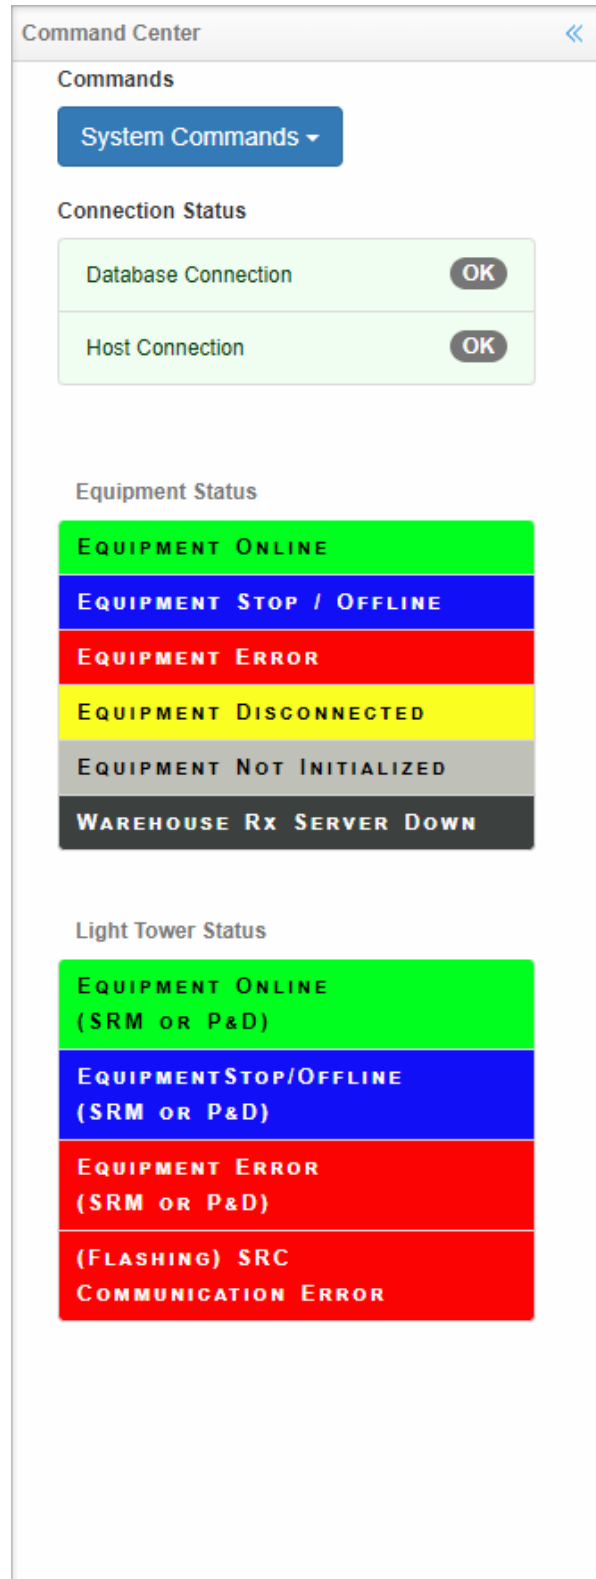 Command Center
Commands
System Commands
Connection Status
Database Connection OK
Host Connection OK
Equipment Status
Equipment Online
Equipment Stop / Offline
Equipment Error
Equipment Disconnected
Equipment Not Initialized
Warehouse Rx Server Down
Light Tower Status
Equipment Online
(SRM or P&D)
EquipmentStop/Offline
(SRM or P&D)
Equipment Error
(SRM or P&D)
(Flashing) SRC
Communication Error